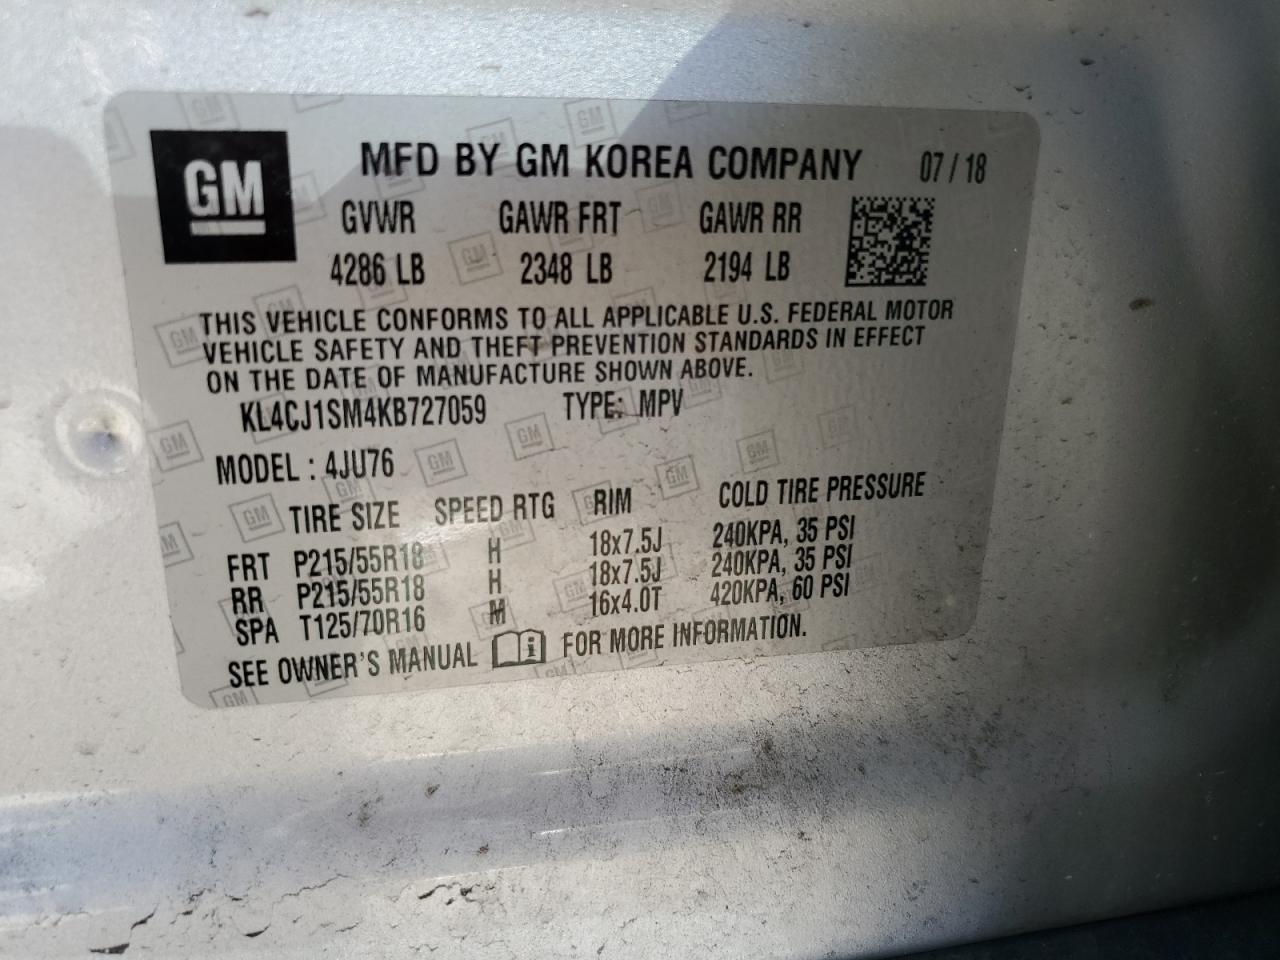 GM MFD BY GM KOREA COMPANY 07/18
GVWR GAWR FRT GAWR RR
4286 LB 2348 LB 2194 LB
THIS VEHICLE CONFORMS TO ALL APPLICABLE U.S. FEDERAL MOTOR
VEHICLE SAFETY AND THEFT PREVENTION STANDARDS IN EFFECT
ON THE DATE OF MANUFACTURE SHOWN ABOVE.
KL4CJ1SM4KB727059 TYPE: MPV
MODEL : 4JU76
TIRE SIZE SPEED RTG RIM COLD TIRE PRESSURE
FRT P215/55R18 H 18x7.5J 240KPA, 35 PSI
RR P215/55R18 H 18x7.5J 240KPA, 35 PSI
SPA T125/70R16 M 16x4.0T 420KPA, 60 PSI
SEE OWNER'S MANUAL i FOR MORE INFORMATION.